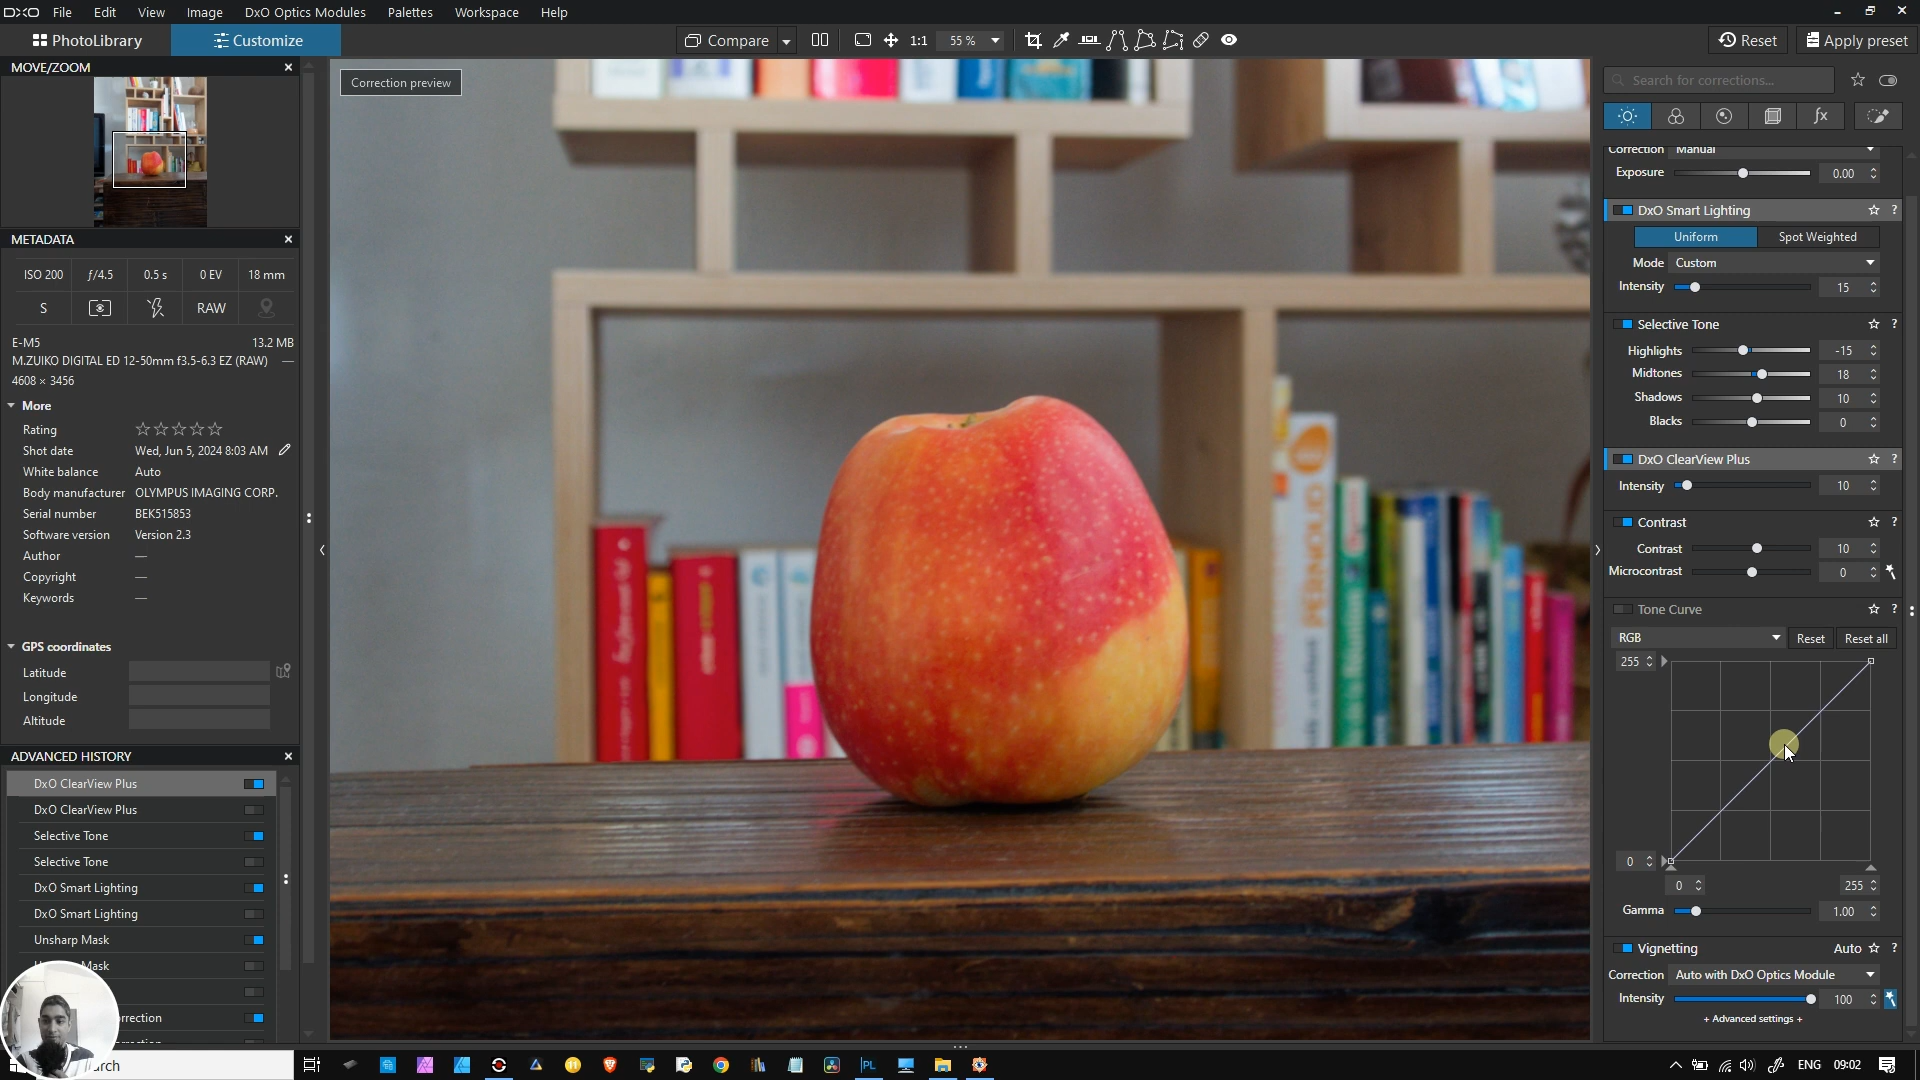 DXO File Edit View Image DxO Optics Modules Palettes Workspace Help
PhotoLibrary Customize Compare 1:1 55 % Reset Apply preset
MOVE/ZOOM
Correction preview
METADATA
ISO 200 ƒ/4.5 0.5 s 0 EV 18 mm
S RAW
E-M5 13.2 MB
M.ZUIKO DIGITAL ED 12-50mm f3.5-6.3 EZ (RAW) —
4608 × 3456
More
Rating ☆☆☆☆☆
Shot date Wed, Jun 5, 2024 8:03 AM
White balance Auto
Body manufacturer OLYMPUS IMAGING CORP.
Serial number BEK515853
Software version Version 2.3
Author —
Copyright —
Keywords —
GPS coordinates
Latitude
Longitude
Altitude
ADVANCED HISTORY
DxO ClearView Plus
DxO ClearView Plus
Selective Tone
Selective Tone
DxO Smart Lighting
DxO Smart Lighting
Unsharp Mask
Mask
rrection
Search for corrections...
fx
Correction Manual
Exposure 0.00
DxO Smart Lighting ?
Uniform Spot Weighted
Mode Custom
Intensity 15
Selective Tone ?
Highlights -15
Midtones 18
Shadows 10
Blacks 0
DxO ClearView Plus ?
Intensity 10
Contrast ?
Contrast 10
Microcontrast 0
Tone Curve ?
RGB Reset Reset all
255
0
0 255
Gamma 1.00
Vignetting Auto ?
Correction Auto with DxO Optics Module
Intensity 100
+ Advanced settings +
arch PL ENG 09:02